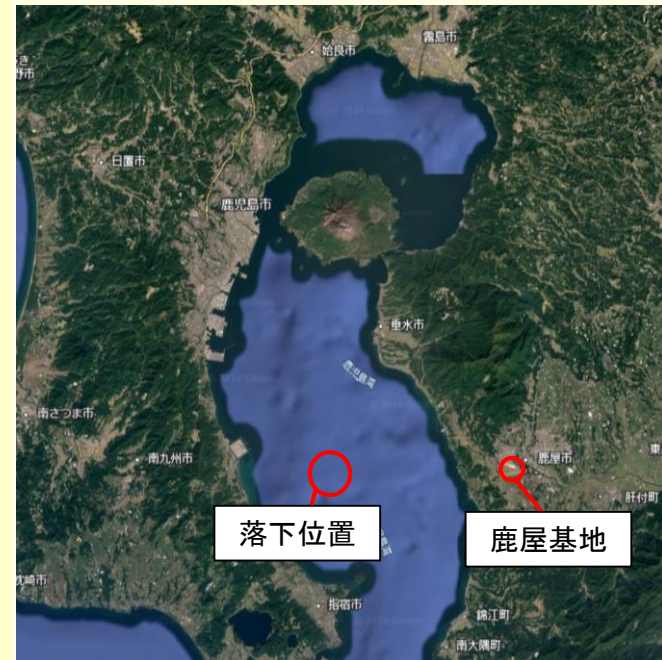 霧島市
姶良市
日置市
鹿児島市
垂水市
鹿児島湾
南さつま市
南九州市
鹿屋市
肝付町
落下位置
鹿屋基地
枕崎市
指宿市
錦江町
南大隅町